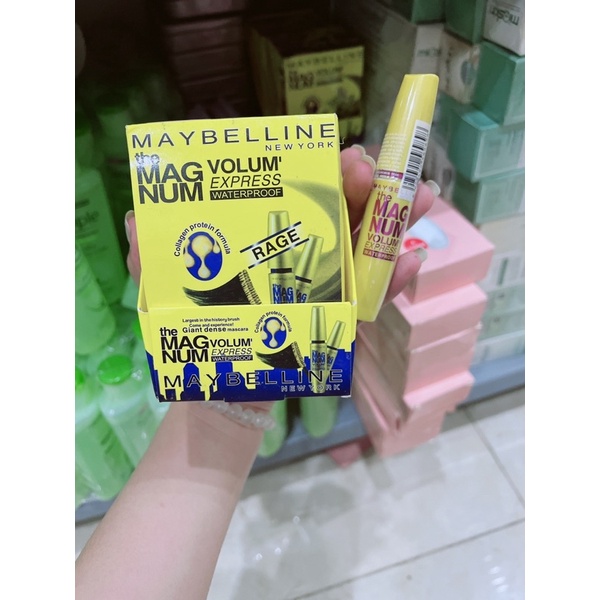 MAYBELLINE
NEW YORK
the
MAG
NUM
VOLUM'
EXPRESS
WATERPROOF
Collagen protein formula
RAGE
the
MAG
NUM
Largest in the history brush
Come and experience!
Giant dense mascara
the
MAG
NUM
VOLUM'
EXPRESS
WATERPROOF
Collagen protein formula
MAYBELLINE
NEW YORK
MAYBELLINE
the
MAG
NUM
VOLUM'
EXPRESS
WATERPROOF